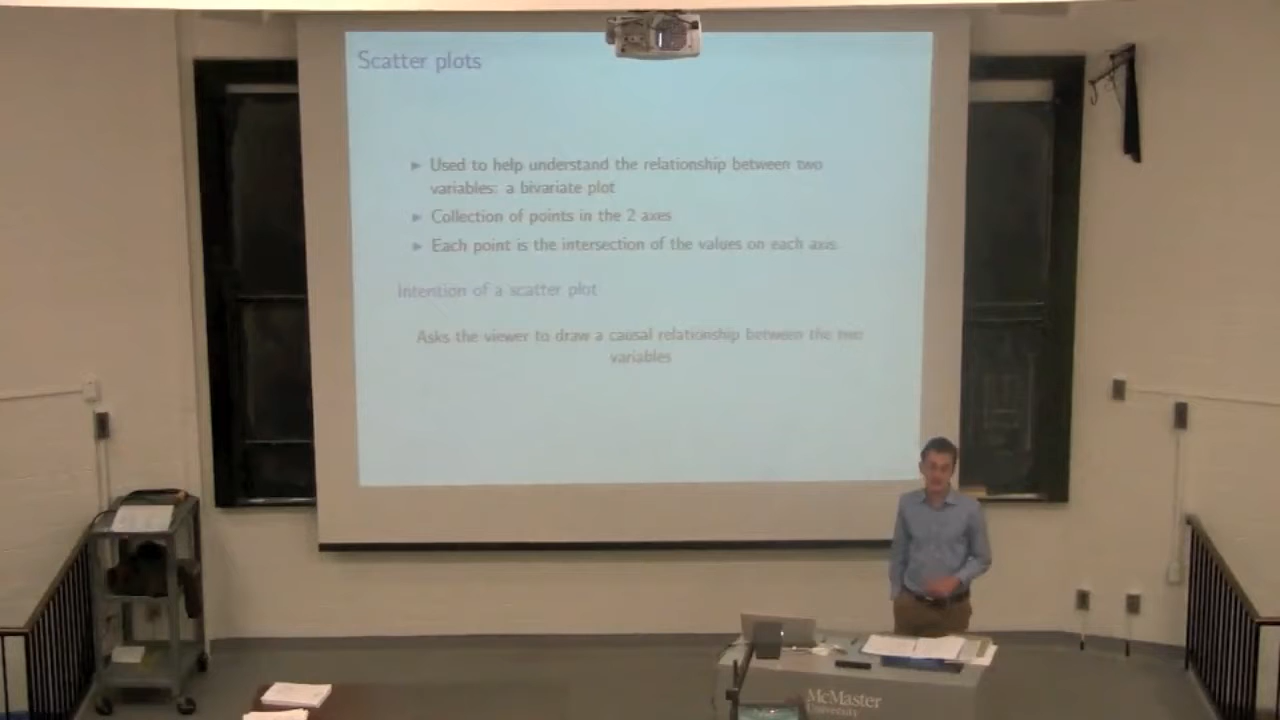 Scatter plots
► Used to help understand the relationship between two
variables: a bivariate plot
► Collection of points in the 2 axes
► Each point is the intersection of the values on each axis
Intention of a scatter plot
Asks the viewer to draw a causal relationship between the two
variables
McMaster
University